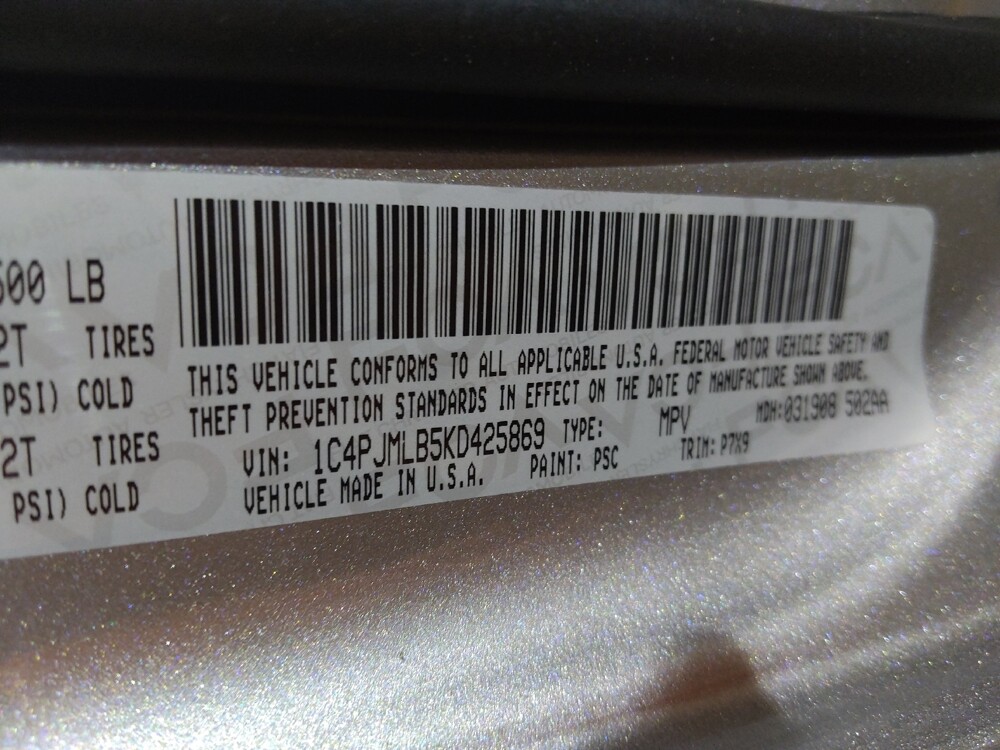 500 LB
2T TIRES
PSI) COLD
2T TIRES
PSI) COLD
THIS VEHICLE CONFORMS TO ALL APPLICABLE U.S.A. FEDERAL MOTOR VEHICLE SAFETY AND
THEFT PREVENTION STANDARDS IN EFFECT ON THE DATE OF MANUFACTURE SHOWN ABOVE.
VIN: 1C4PJMLB5KD425869 TYPE: MPV MDH:031908 502AA
VEHICLE MADE IN U.S.A. PAINT: PSC TRIM: P7X9